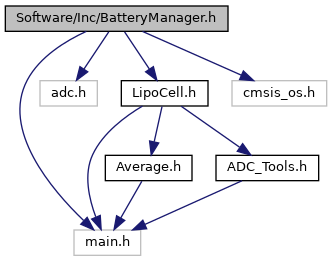 Software/Inc/BatteryManager.h
adc.h
LipoCell.h
cmsis_os.h
Average.h
ADC_Tools.h
main.h